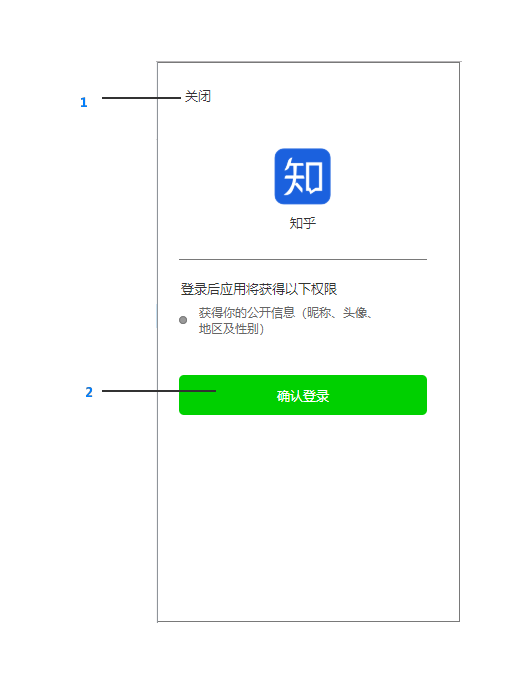 1
关闭
知
知乎
登录后应用将获得以下权限
获得你的公开信息（昵称、头像、
地区及性别）
2
确认登录